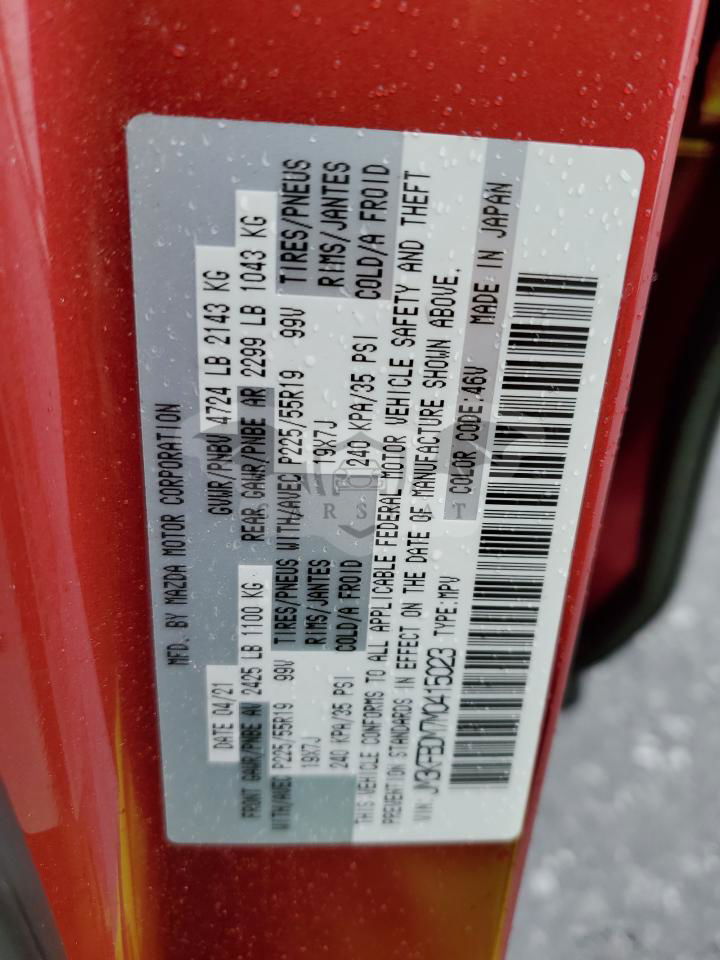 MFD. BY MAZDA MOTOR CORPORATION
DATE 04/21 GVWR/PNBV 4724 LB 2143 KG
FRONT GAWR/PNBE AV 2425 LB 1100 KG REAR GAWR/PNBE AR 2299 LB 1043 KG
WITH/AVEC P225/55R19 99V TIRES/PNEUS WITH/AVEC P225/55R19 99V TIRES/PNEUS
19X7J RIMS/JANTES 19X7J RIMS/JANTES
240 KPA/35 PSI COLD/A FROID 240 KPA/35 PSI COLD/A FROID
THIS VEHICLE CONFORMS TO ALL APPLICABLE FEDERAL MOTOR VEHICLE SAFETY AND THEFT
PREVENTION STANDARDS IN EFFECT ON THE DATE OF MANUFACTURE SHOWN ABOVE.
VIN: JM3KFBDM7M0415023 TYPE:MPV COLOR CODE:46V MADE IN JAPAN